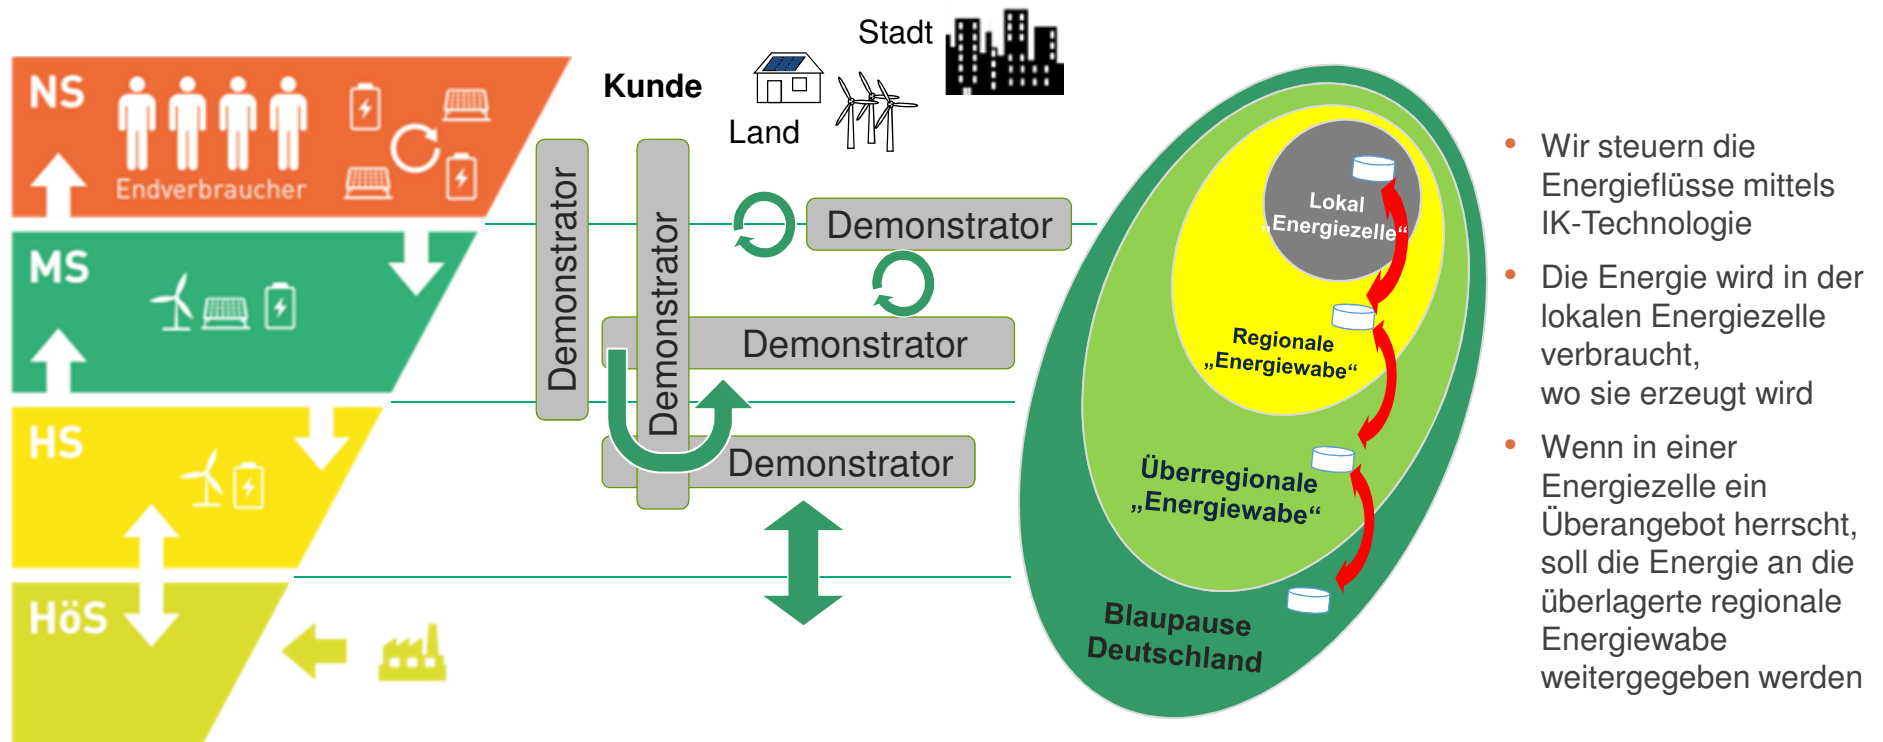 NS
Endverbraucher
MS
HS
HöS
Kunde
Land
Stadt
Demonstrator
Demonstrator
Demonstrator
Demonstrator
Demonstrator
Lokal
„Energiezelle“
Regionale
„Energiewabe“
Überregionale
„Energiewabe“
Blaupause
Deutschland
• Wir steuern die
Energieflüsse mittels
IK-Technologie
• Die Energie wird in der
lokalen Energiezelle
verbraucht,
wo sie erzeugt wird
• Wenn in einer
Energiezelle ein
Überangebot herrscht,
soll die Energie an die
überlagerte regionale
Energiewabe
weitergegeben werden